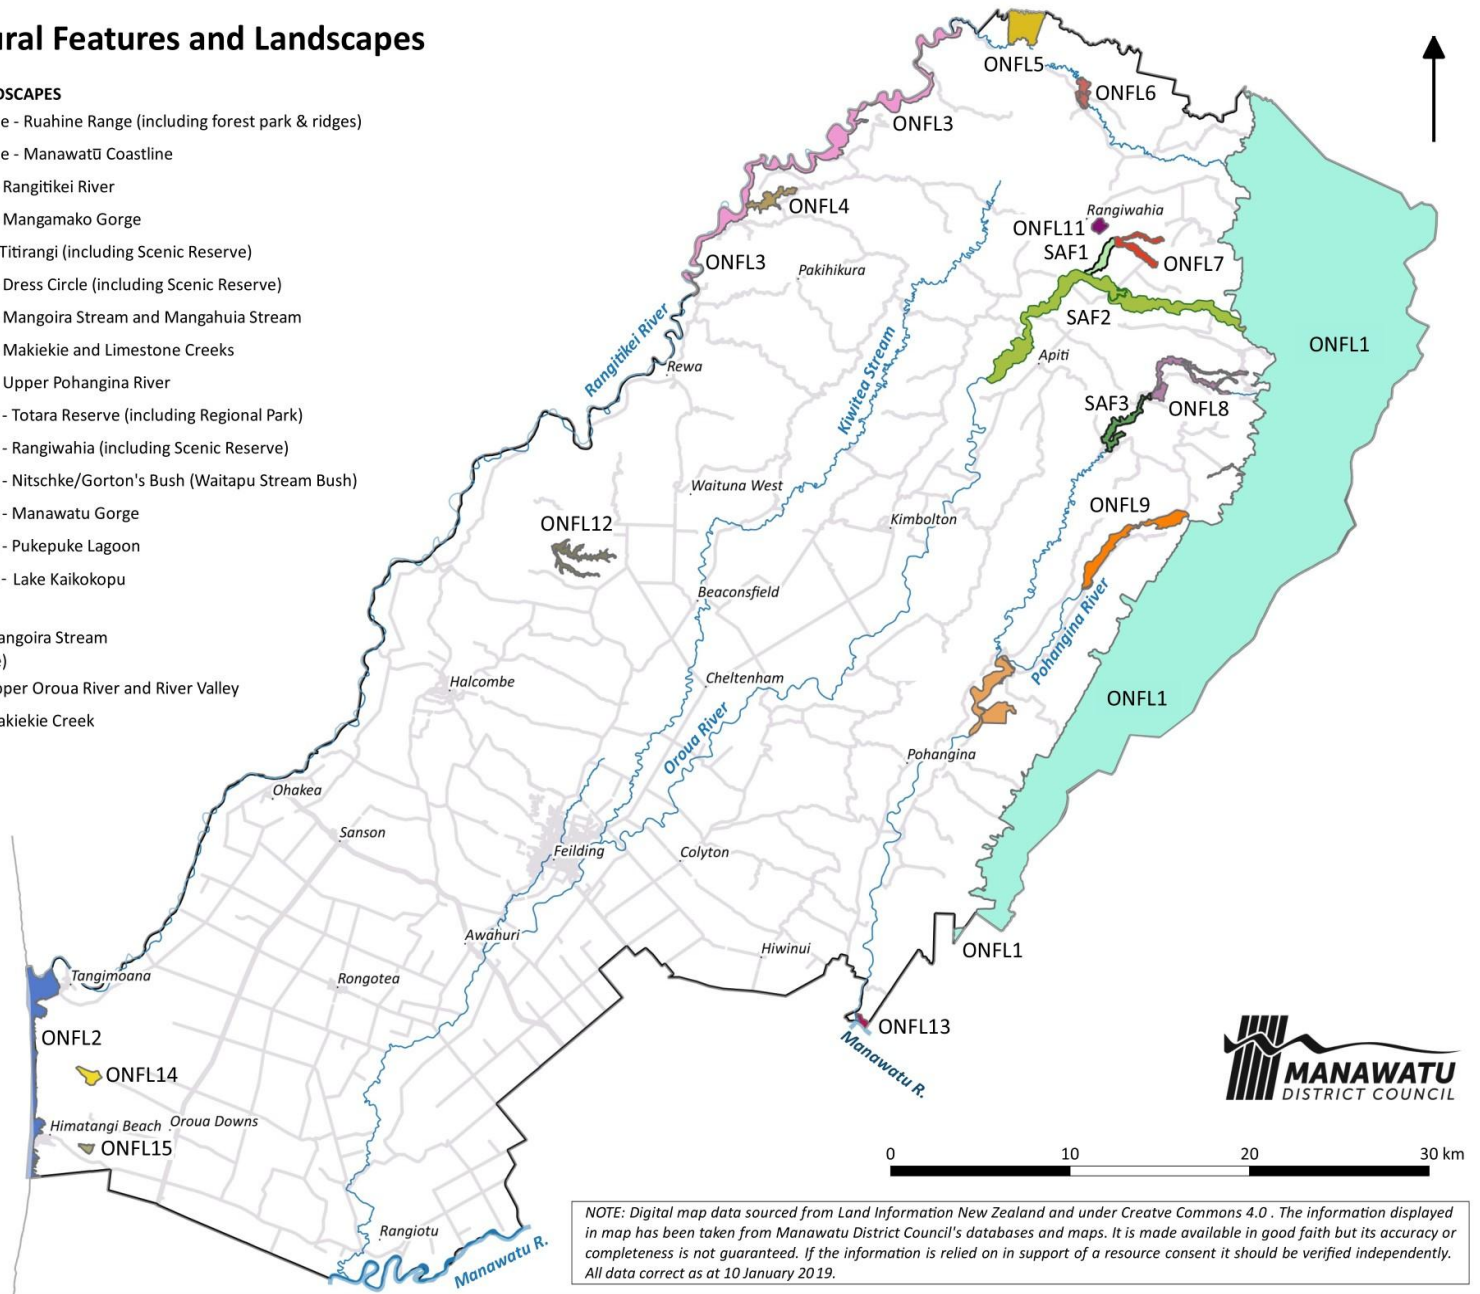 ural Features and Landscapes
DSCAPES
e - Ruahine Range (including forest park & ridges)
e - Manawatū Coastline
Rangitikei River
Mangamako Gorge
Titirangi (including Scenic Reserve)
Dress Circle (including Scenic Reserve)
Mangoira Stream and Mangahuia Stream
Makiekie and Limestone Creeks
Upper Pohangina River
- Totara Reserve (including Regional Park)
- Rangiwahia (including Scenic Reserve)
- Nitschke/Gorton's Bush (Waitapu Stream Bush)
- Manawatu Gorge
- Pukepuke Lagoon
- Lake Kaikokopu
angoira Stream
e)
pper Oroua River and River Valley
akiekie Creek
ONFL5
ONFL6
ONFL3
ONFL4
Rangiwahia
ONFL11
SAF1
ONFL7
ONFL3
Pakihikura
SAF2
ONFL1
Rangitikei River
Kiwitea Stream
Rewa
Apiti
SAF3
ONFL8
Waituna West
ONFL9
Kimbolton
ONFL12
Beaconsfield
Pohangina River
Halcombe
Cheltenham
ONFL1
Oroua River
Pohangina
Ohakea
Sanson
Feilding
Colyton
Awahuri
Hiwinui
ONFL1
Tangimoana
Rongotea
ONFL2
ONFL13
Manawatu R.
ONFL14
Himatangi Beach
Oroua Downs
ONFL15
Rangiotu
Manawatu R.
MANAWATU
DISTRICT COUNCIL
0 10 20 30 km
NOTE: Digital map data sourced from Land Information New Zealand and under Creatve Commons 4.0 . The information displayed
in map has been taken from Manawatu District Council's databases and maps. It is made available in good faith but its accuracy or
completeness is not guaranteed. If the information is relied on in support of a resource consent it should be verified independently.
All data correct as at 10 January 2019.